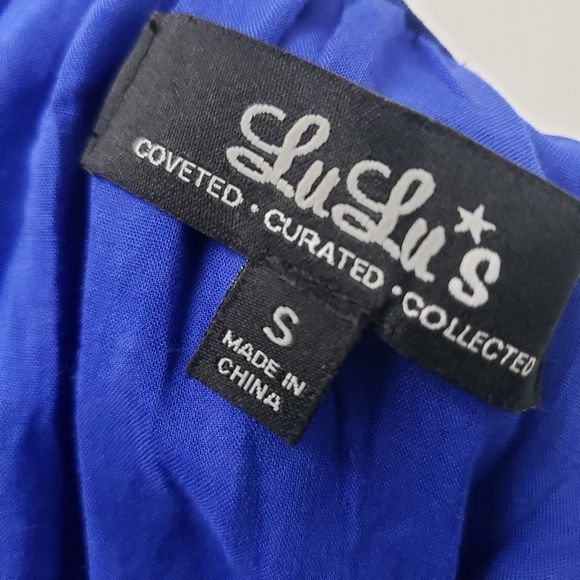 LuLu's
COVETED · CURATED · COLLECTED
S
MADE IN
CHINA